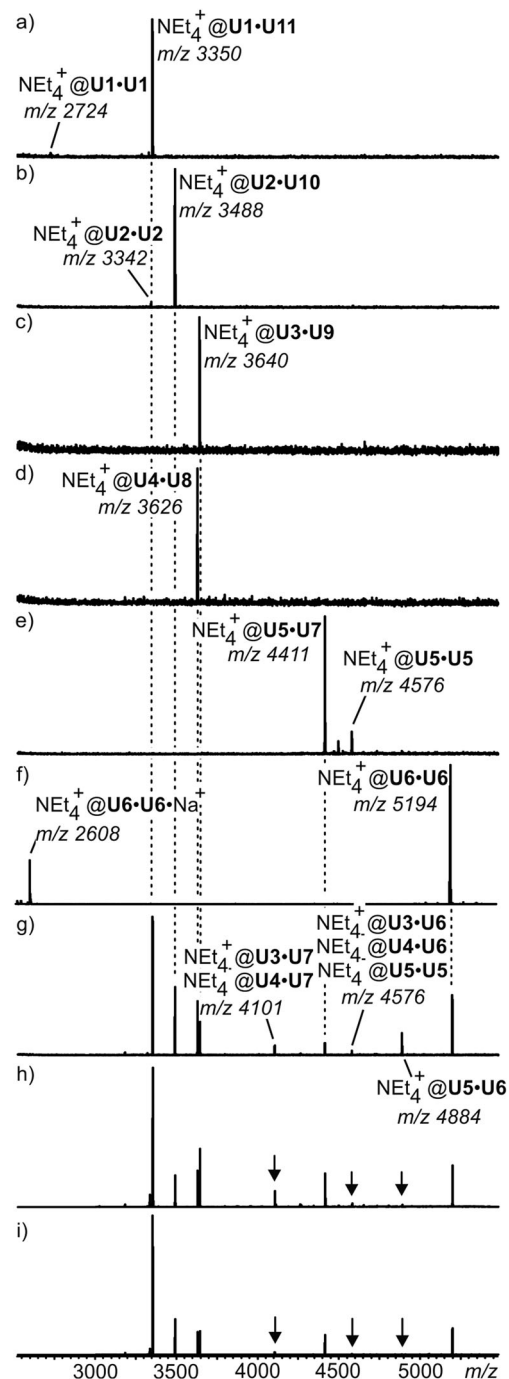 a)
NEt4+@U1•U11
m/z 3350
NEt4+@U1•U1
m/z 2724
b)
NEt4+@U2•U10
m/z 3488
NEt4+@U2•U2
m/z 3342
c)
NEt4+@U3•U9
m/z 3640
d)
NEt4+@U4•U8
m/z 3626
e)
NEt4+@U5•U7
m/z 4411
NEt4+@U5•U5
m/z 4576
f)
NEt4+@U6•U6•Na+
m/z 2608
NEt4+@U6•U6
m/z 5194
g)
NEt4+@U3•U7
NEt4+@U4•U7
m/z 4101
NEt4+@U3•U6
NEt4+@U4•U6
NEt4+@U5•U5
m/z 4576
NEt4+@U5•U6
m/z 4884
h)
i)
3000 3500 4000 4500 5000 m/z